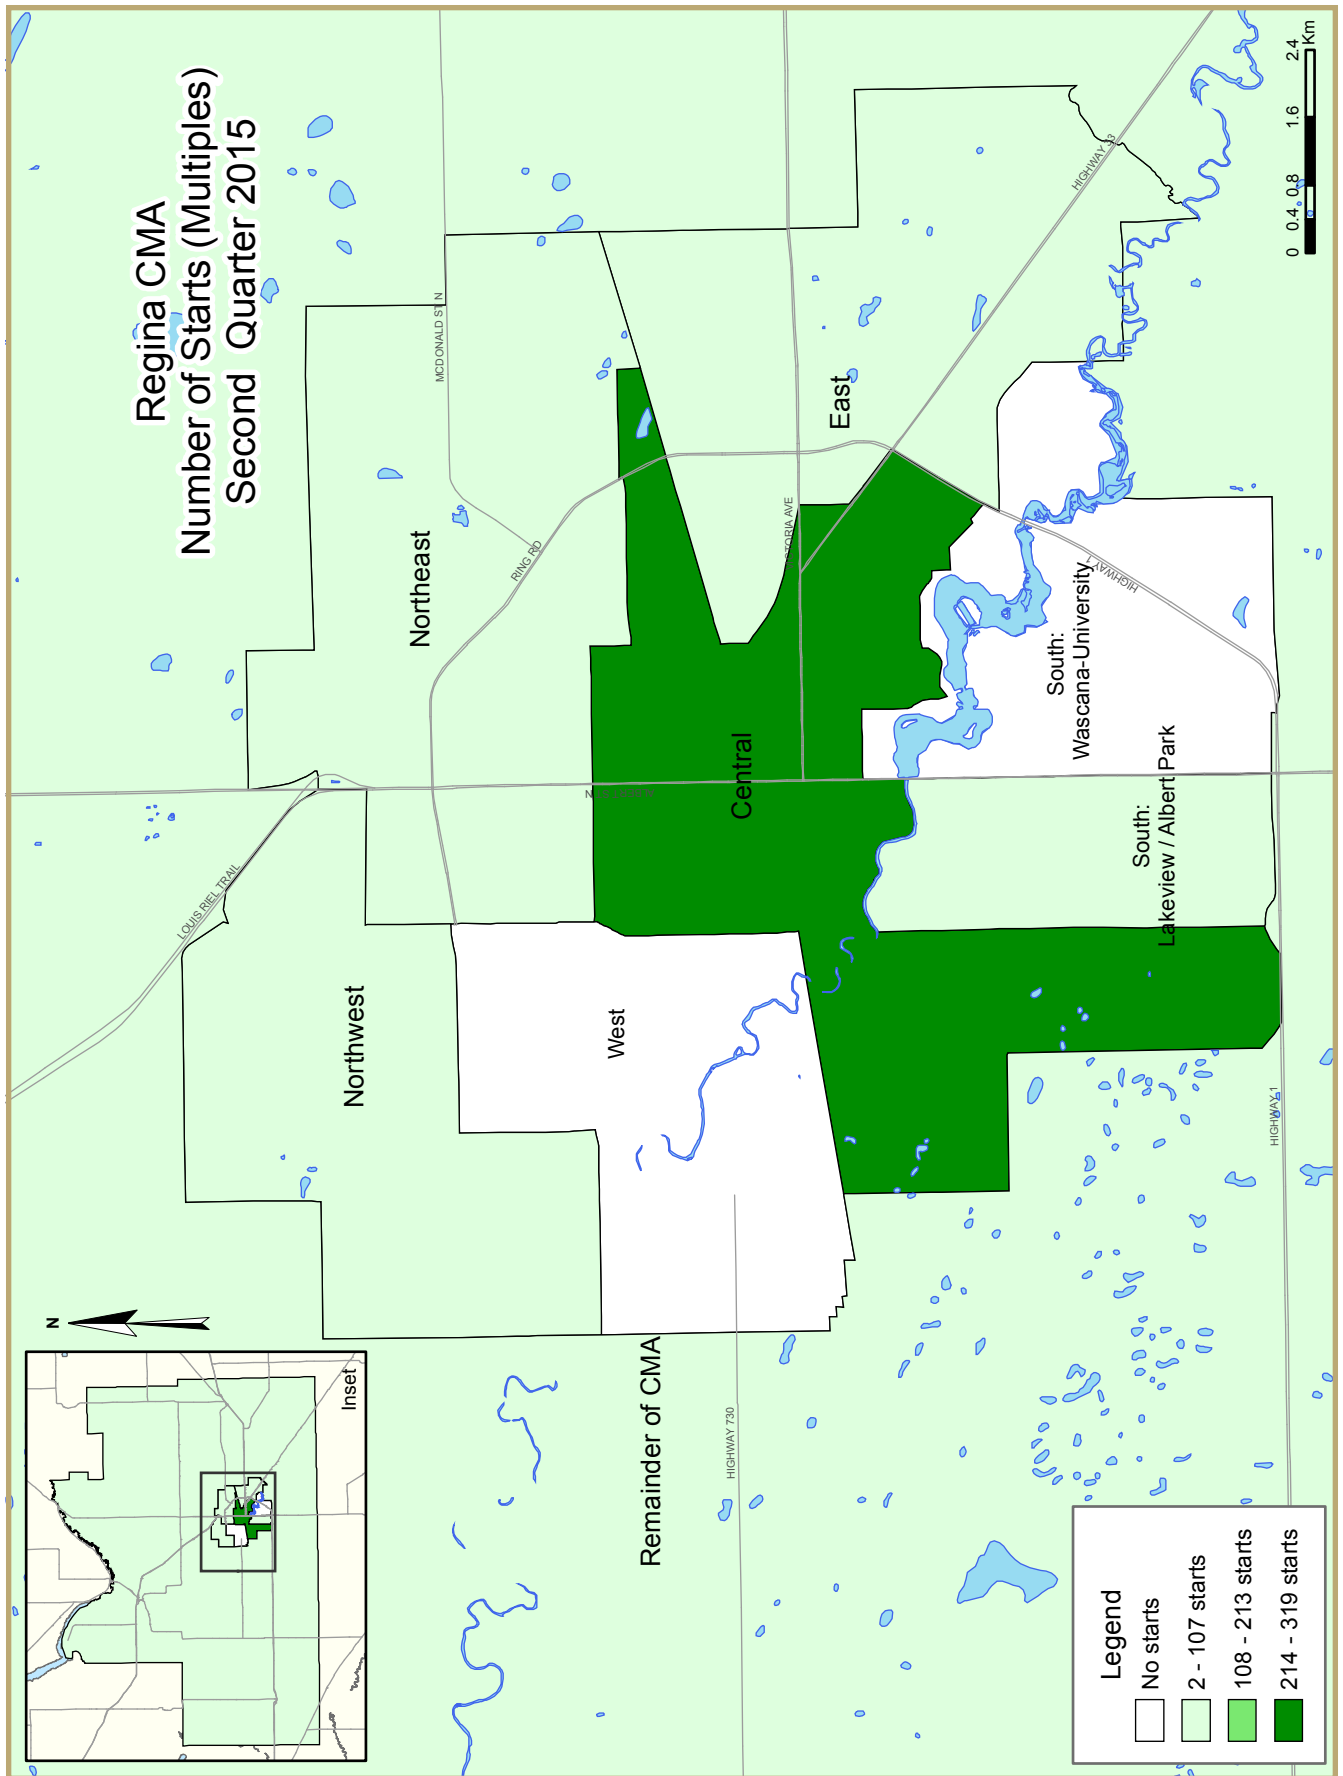 Regina CMA
Number of Starts (Multiples)
Second Quarter 2015
N
Inset
LOUIS RIEL TRAIL
MCDONALD ST N
RING RD
Northeast
Northwest
West
Central
East
HIGHWAY 33
HIGHWAY 1
South:
Wascana-University
South:
Lakeview / Albert Park
Remainder of CMA
HIGHWAY 730
HIGHWAY 1
Legend
No starts
2 - 107 starts
108 - 213 starts
214 - 319 starts
0 0.4 0.8 1.6 2.4
Km